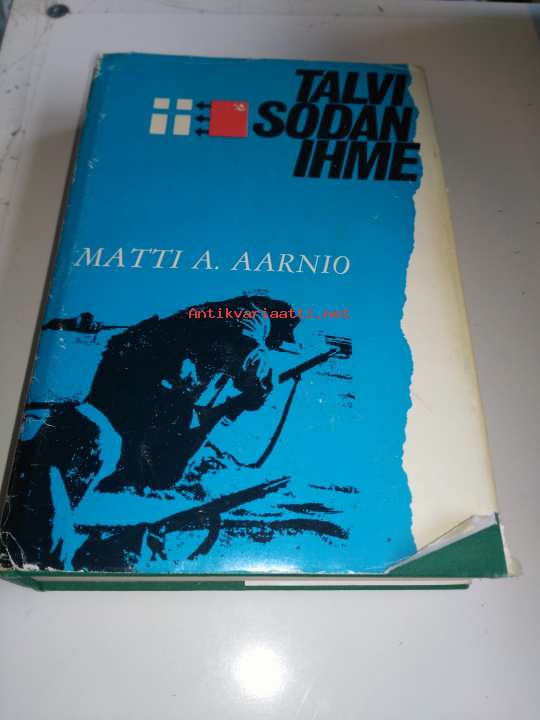 TALVI
SODAN
IHME
MATTI A. AARNIO
Antikvariaatti.net